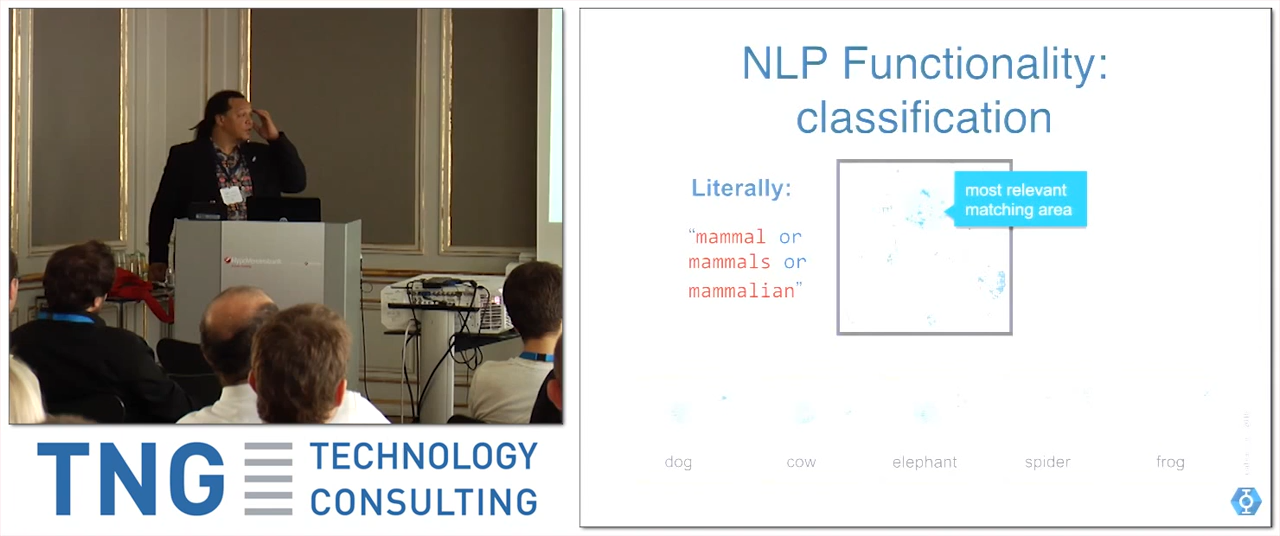 NLP Functionality:
classification
Literally:
“mammal or
mammals or
mammalian”
most relevant
matching area
dog
cow
elephant
spider
frog
TNG
TECHNOLOGY
CONSULTING